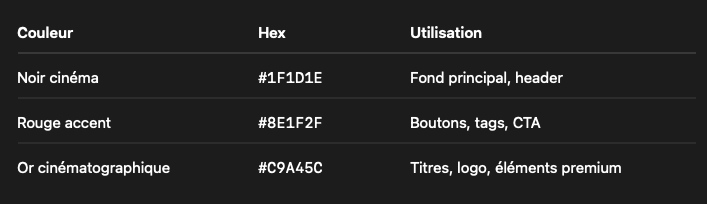 Couleur Hex Utilisation
Noir cinéma #1F1D1E Fond principal, header
Rouge accent #8E1F2F Boutons, tags, CTA
Or cinématographique #C9A45C Titres, logo, éléments premium